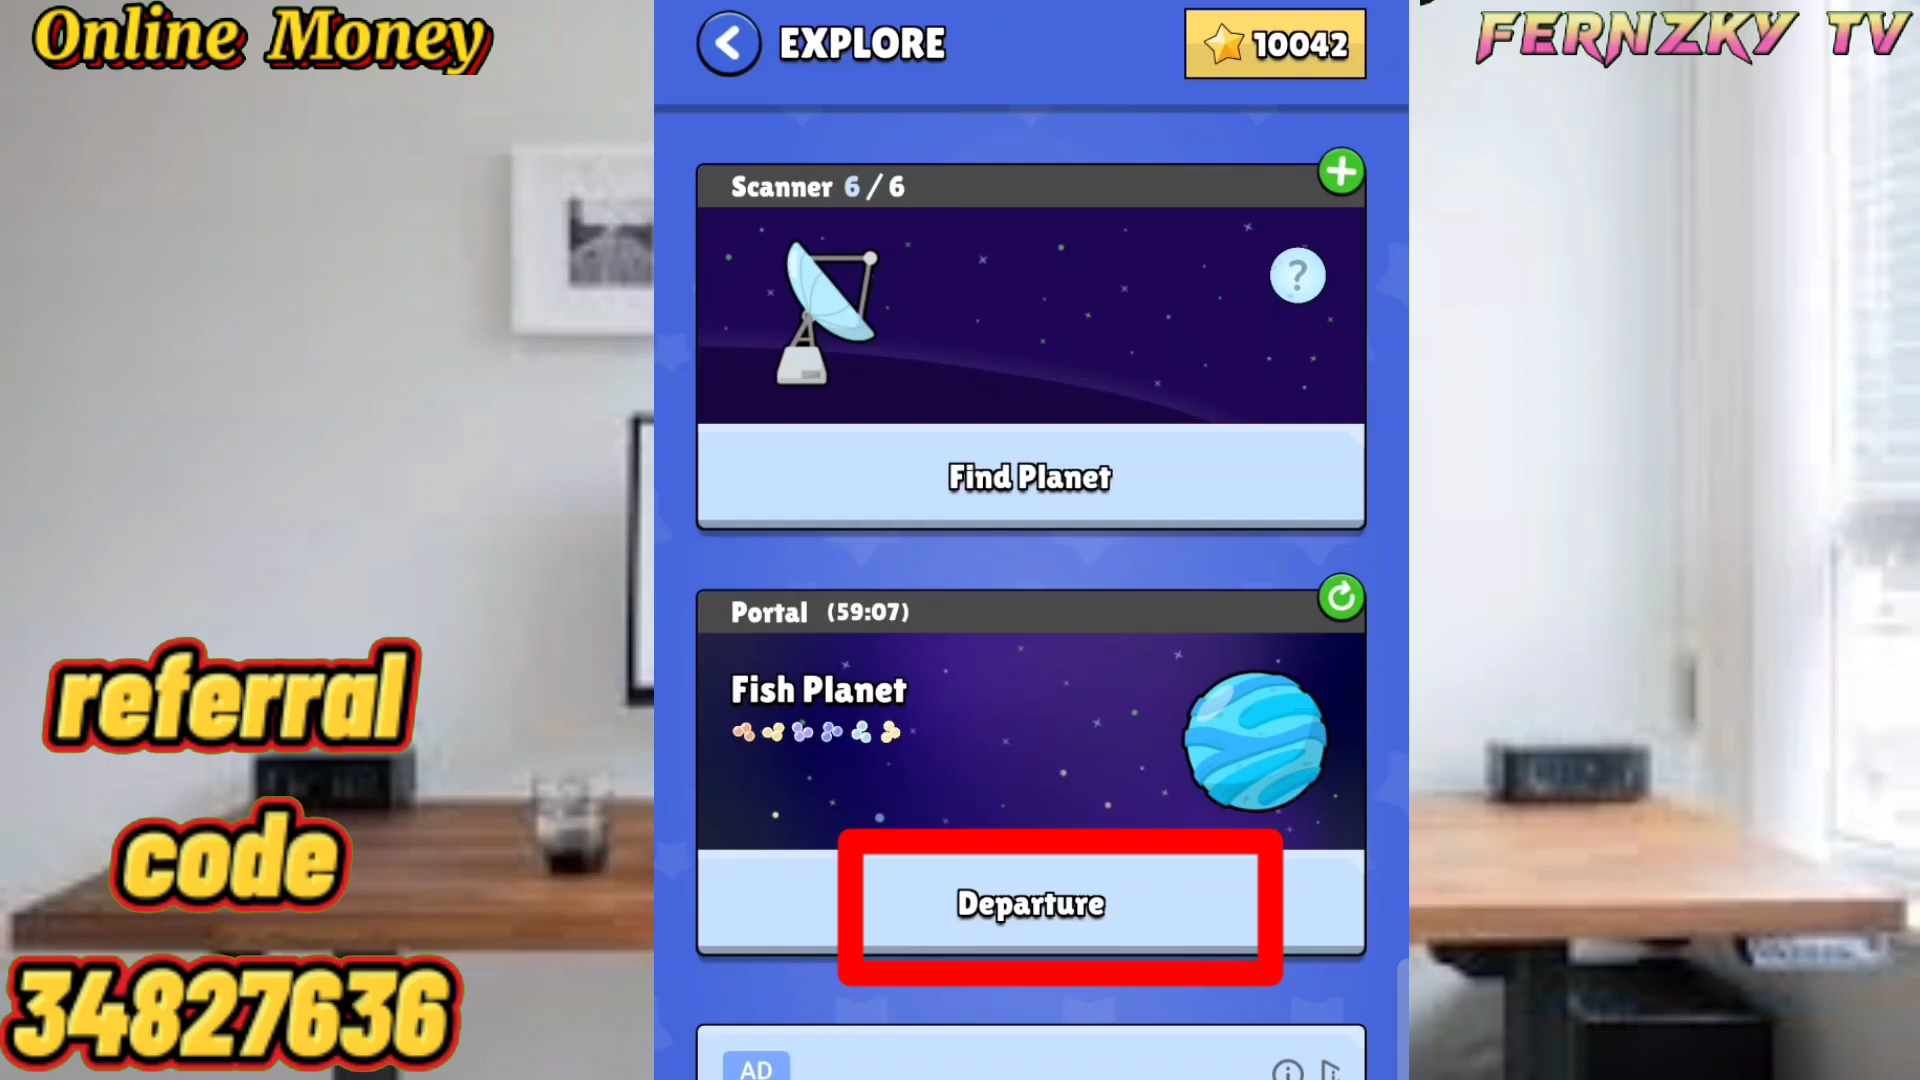 Online Money
FERNZKY TV
EXPLORE
10042
Scanner 6 / 6
?
Find Planet
Portal (59:07)
Fish Planet
Departure
AD
referral
code
34827636